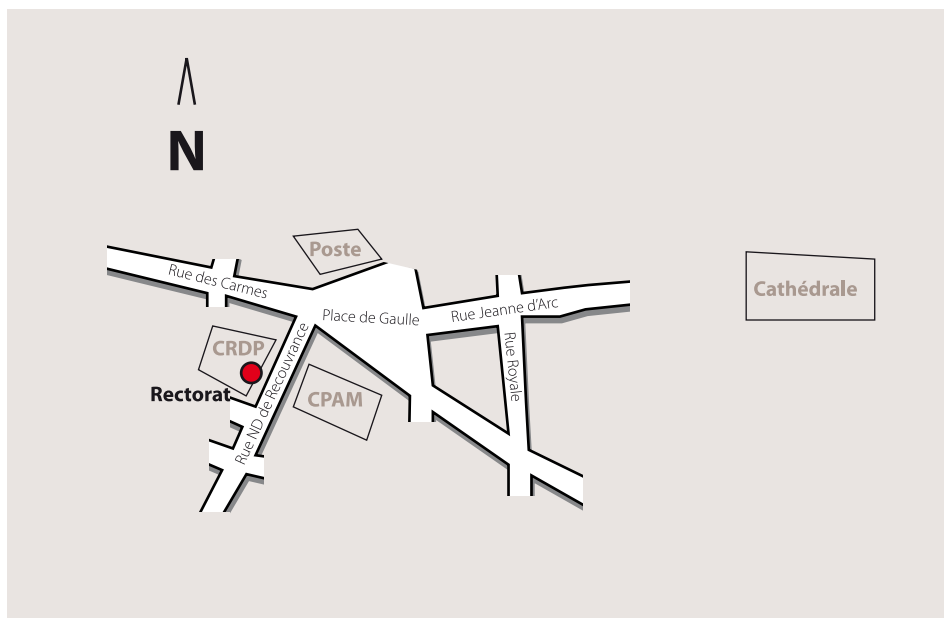 N
Poste
Rue des Carmes
Cathédrale
Place de Gaulle
Rue Jeanne d'Arc
CRDP
Rue ND de Recouvrance
Rue Royale
Rectorat
CPAM